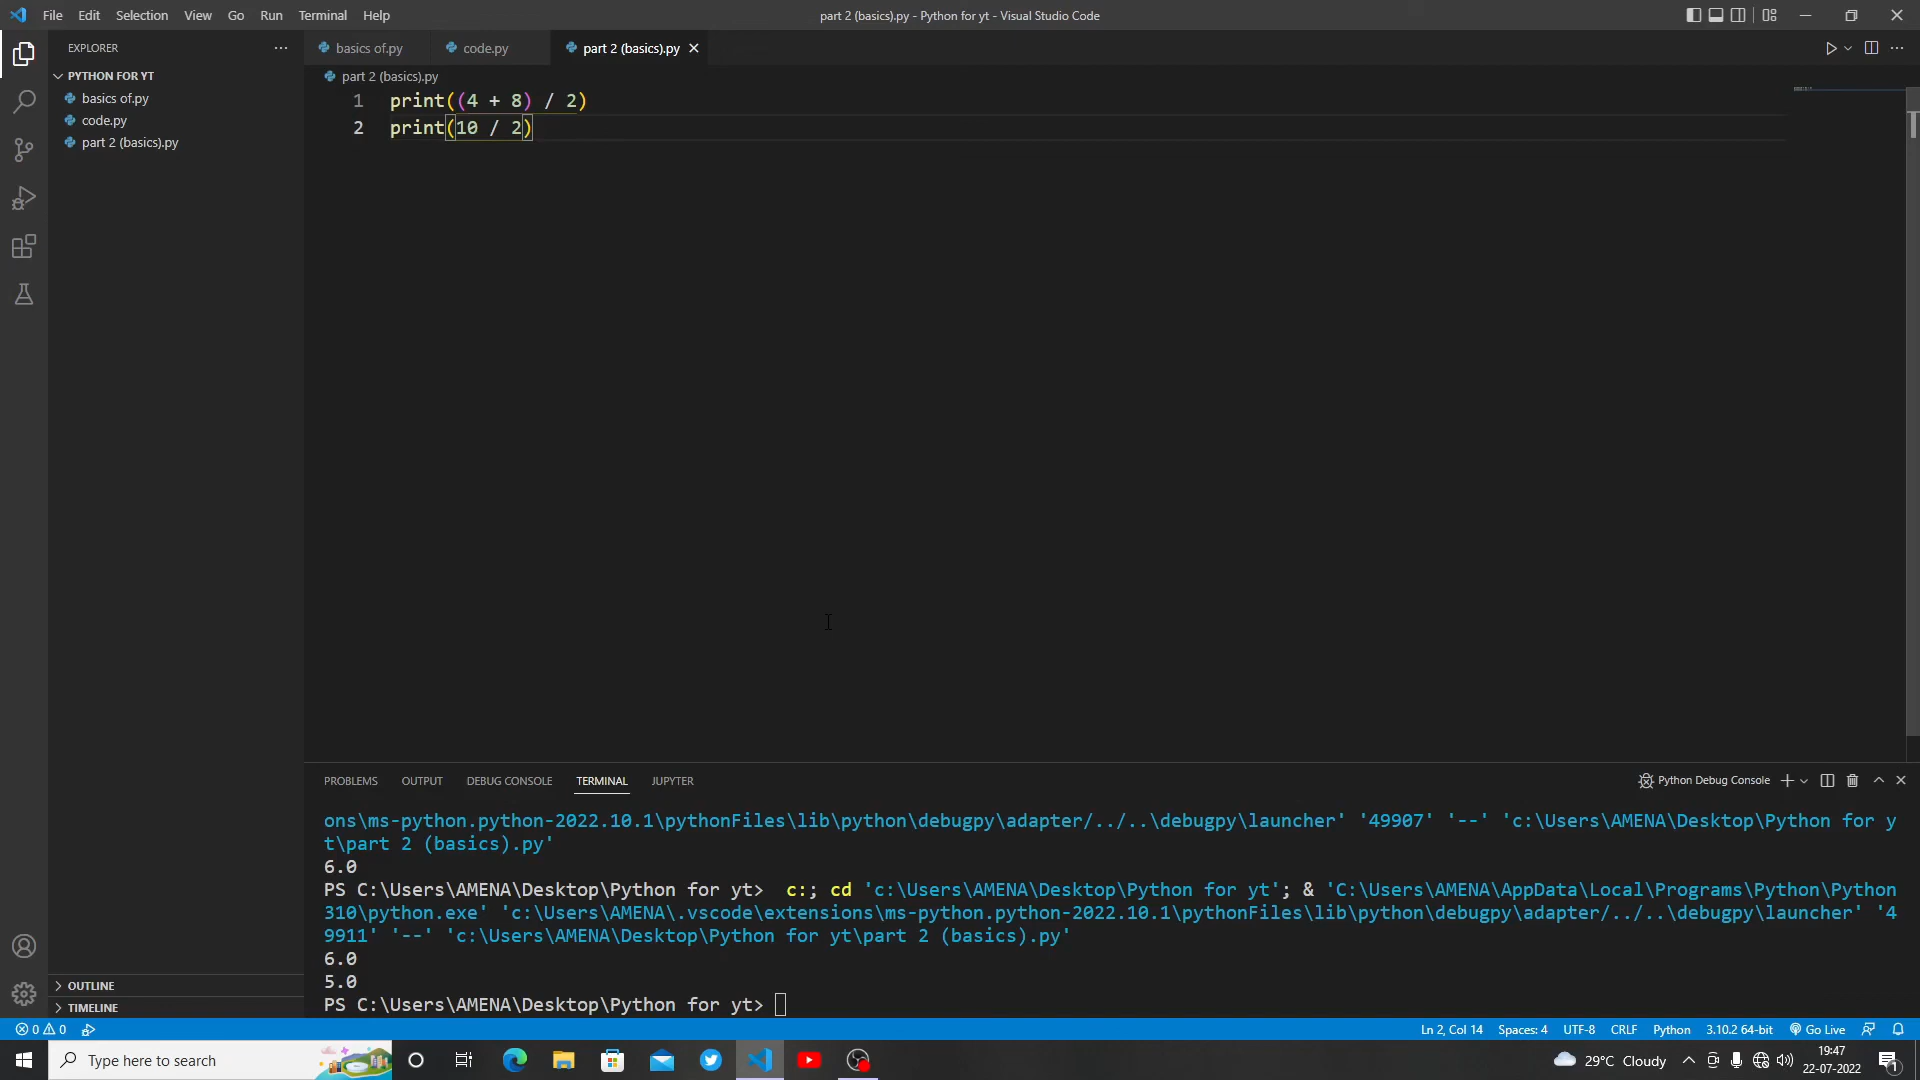 File Edit Selection View Go Run Terminal Help
part 2 (basics).py - Python for yt - Visual Studio Code
EXPLORER
PYTHON FOR YT
basics of.py
code.py
part 2 (basics).py
OUTLINE
TIMELINE
basics of.py code.py part 2 (basics).py
part 2 (basics).py
1 print((4 + 8) / 2)
2 print(10 / 2)
PROBLEMS OUTPUT DEBUG CONSOLE TERMINAL JUPYTER
Python Debug Console
ons\ms-python.python-2022.10.1\pythonFiles\lib\python\debugpy\adapter/../..\debugpy\launcher' '49907' '--' 'c:\Users\AMENA\Desktop\Python for y
t\part 2 (basics).py'
6.0
PS C:\Users\AMENA\Desktop\Python for yt>  c:; cd 'c:\Users\AMENA\Desktop\Python for yt'; & 'C:\Users\AMENA\AppData\Local\Programs\Python\Python
310\python.exe' 'c:\Users\AMENA\.vscode\extensions\ms-python.python-2022.10.1\pythonFiles\lib\python\debugpy\adapter/../..\debugpy\launcher' '4
9911' '--' 'c:\Users\AMENA\Desktop\Python for yt\part 2 (basics).py'
6.0
5.0
PS C:\Users\AMENA\Desktop\Python for yt>
0 0
Ln 2, Col 14 Spaces: 4 UTF-8 CRLF Python 3.10.2 64-bit Go Live
Type here to search
29°C Cloudy
19:47
22-07-2022
1